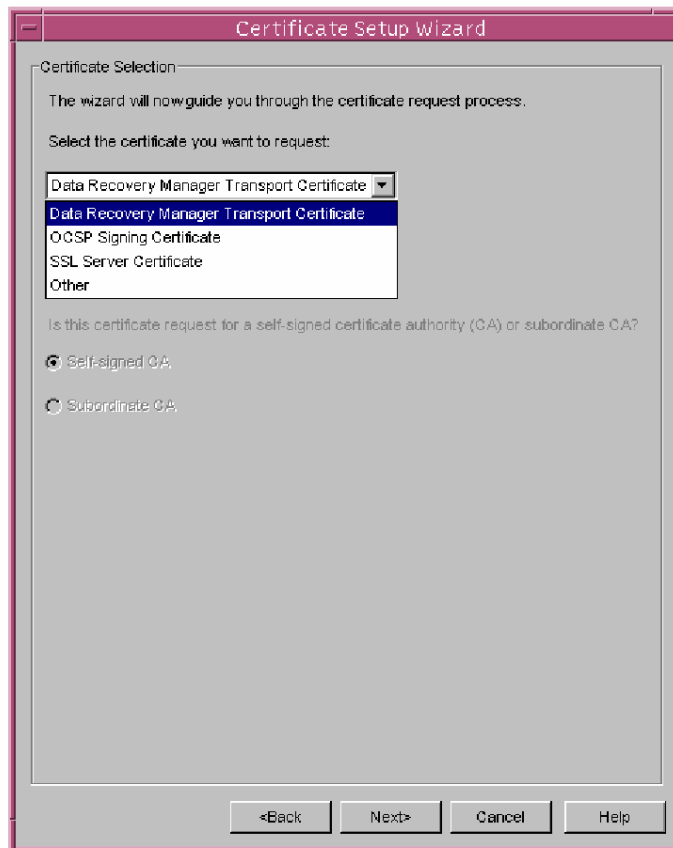 Certificate Setup Wizard
Certificate Selection
The wizard will now guide you through the certificate request process.
Select the certificate you want to request:
Data Recovery Manager Transport Certificate
Data Recovery Manager Transport Certificate
OCSP Signing Certificate
SSL Server Certificate
Other
Is this certificate request for a self-signed certificate authority (CA) or subordinate CA?
Self-signed CA
Subordinate CA
<Back Next> Cancel Help